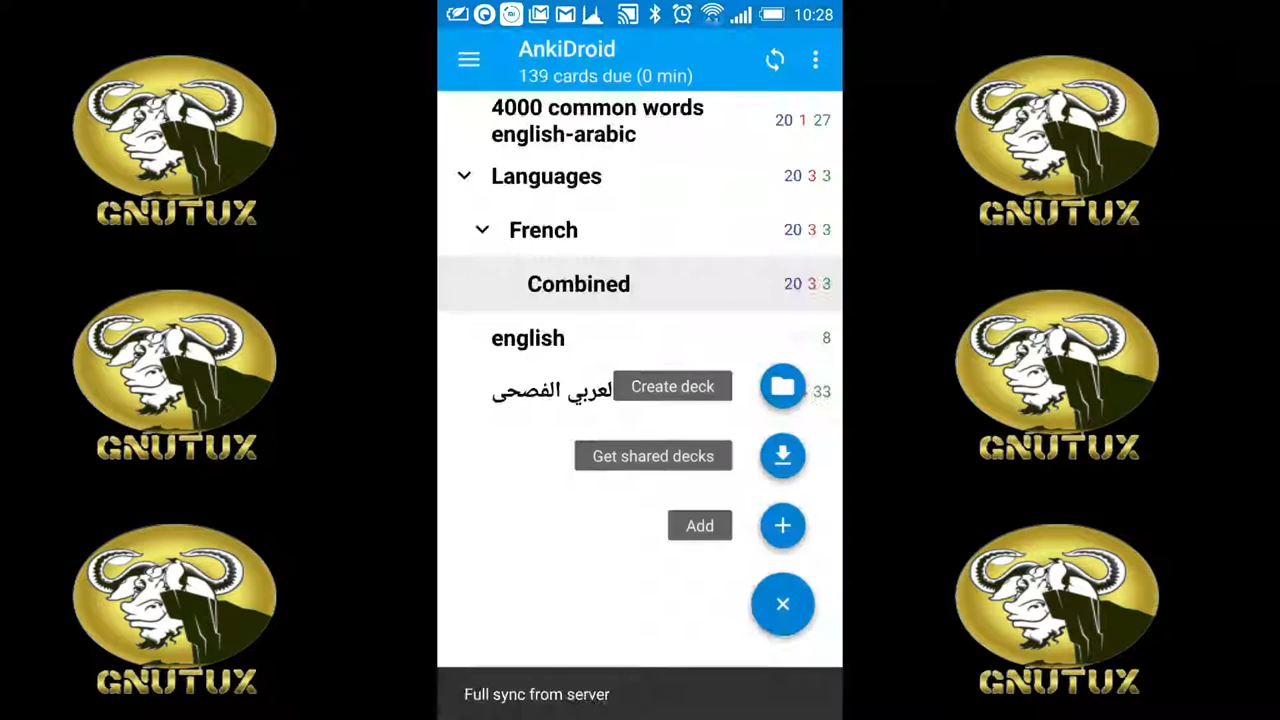 10:28
AnkiDroid
139 cards due (0 min)
4000 common words
english-arabic
20 1 27
Languages
20 3 3
French
20 3 3
Combined
20 3 3
english
8
لعربي الفصحى
33
Create deck
Get shared decks
Add
Full sync from server
GNUTUX
GNUTUX
GNUTUX
GNUTUX
GNUTUX
GNUTUX